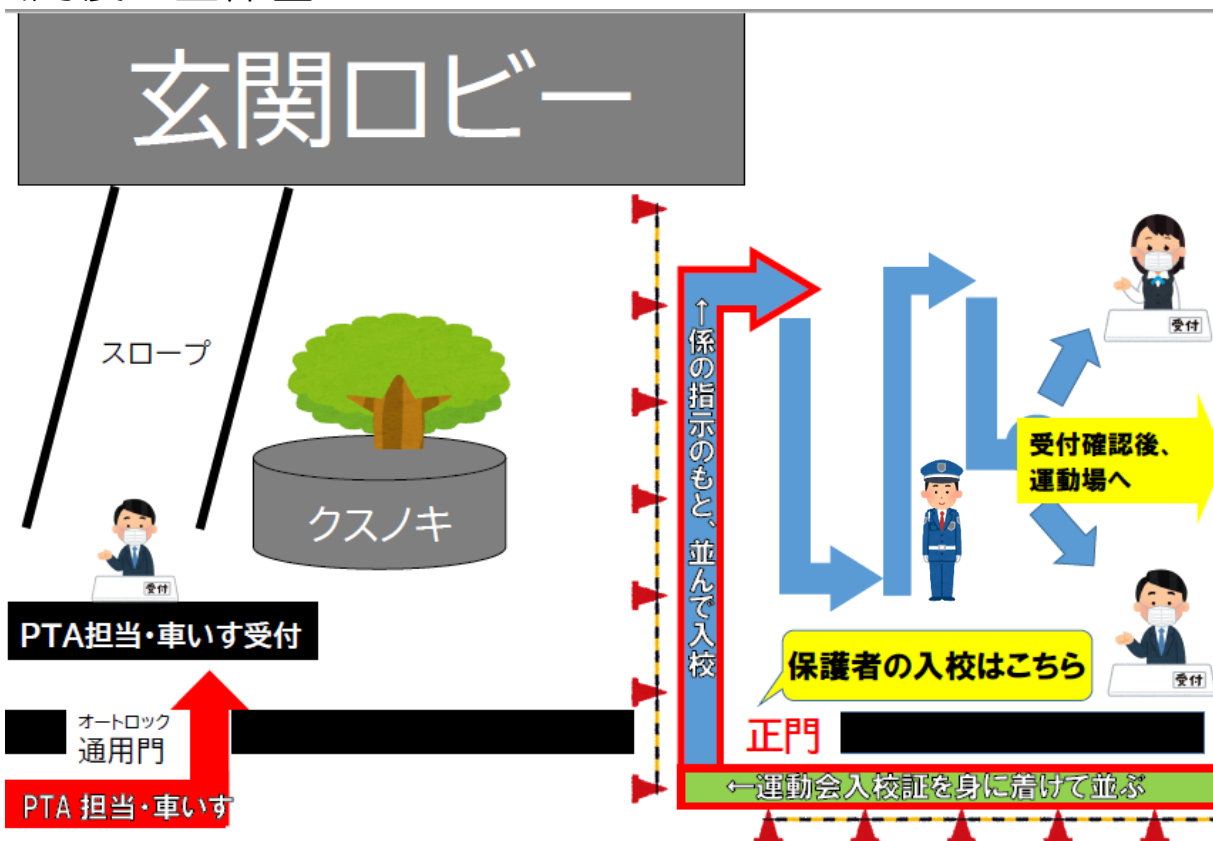 玄関ロビー
スロープ
クスノキ
受付
PTA担当・車いす受付
オートロック
通用門
PTA 担当・車いす
↑係の指示のもと、並んで入校
受付
受付確認後、
運動場へ
受付
保護者の入校はこちら
正門
←運動会入校証を身に着けて並ぶ